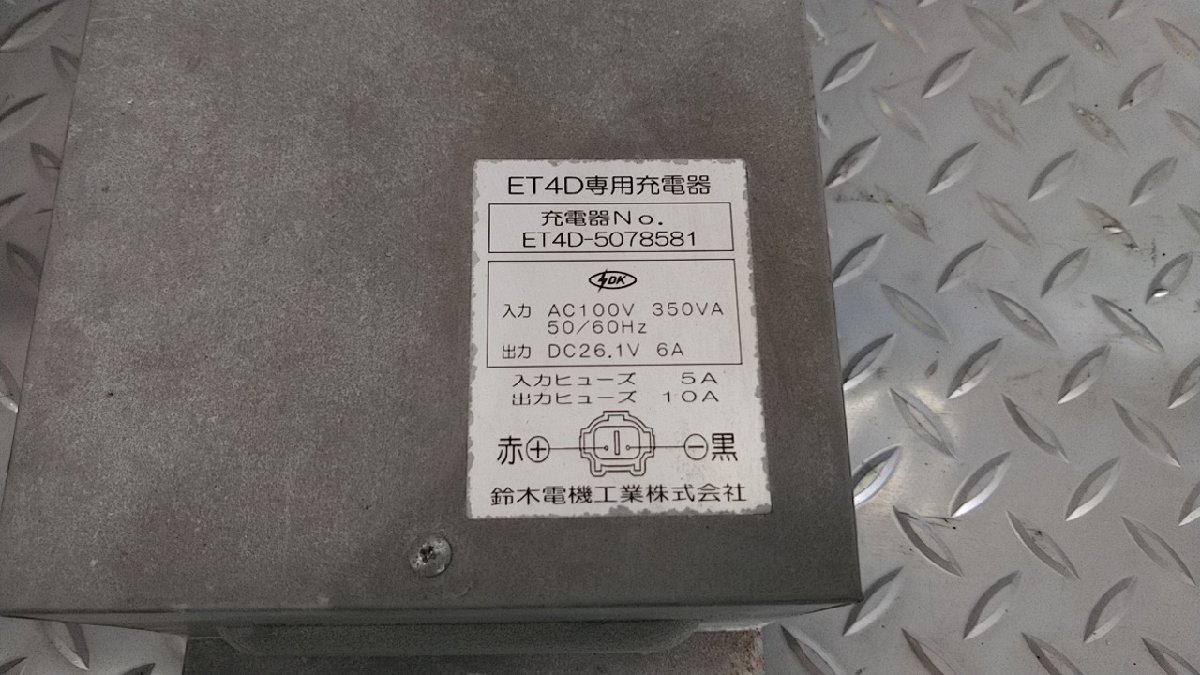 ET4D専用充電器
充電器No.
ET4D-5078581
SDK
入力 AC100V 350VA
50/60Hz
出力 DC26.1V 6A
入力ヒューズ 5A
出力ヒューズ 10A
赤⊕ ⊖黒
鈴木電機工業株式会社